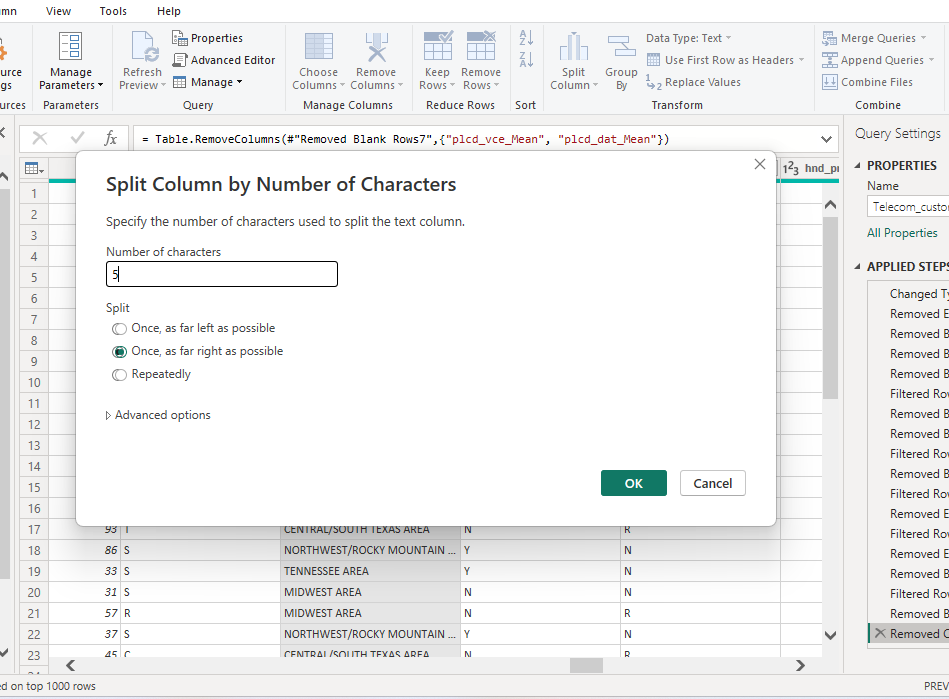 View Tools Help
Manage Parameters
Parameters
Refresh Preview
Properties
Advanced Editor
Manage
Query
Choose Columns
Remove Columns
Manage Columns
Keep Rows
Remove Rows
Reduce Rows
Sort
Split Column
Group By
Data Type: Text
Use First Row as Headers
1 2 Replace Values
Transform
Merge Queries
Append Queries
Combine Files
Combine
fx = Table.RemoveColumns(#"Removed Blank Rows7",{"plcd_vce_Mean", "plcd_dat_Mean"})
123 hnd_p
Split Column by Number of Characters
Specify the number of characters used to split the text column.
Number of characters
5
Split
Once, as far left as possible
Once, as far right as possible
Repeatedly
Advanced options
OK Cancel
1
2
3
4
5
6
7
8
9
10
11
12
13
14
15
16
17 93 T CENTRAL/SOUTH TEXAS AREA N R
18 86 S NORTHWEST/ROCKY MOUNTAIN ... Y N
19 33 S TENNESSEE AREA Y N
20 31 S MIDWEST AREA N N
21 57 R MIDWEST AREA N R
22 37 S NORTHWEST/ROCKY MOUNTAIN ... Y N
23 45 C CENTRAL/SOUTH TEXAS AREA N R
Query Settings
PROPERTIES
Name
Telecom_custo
All Properties
APPLIED STEPS
Changed Ty
Removed E
Removed B
Removed B
Removed B
Filtered Ro
Removed B
Removed B
Filtered Ro
Removed B
Filtered Ro
Removed E
Filtered Ro
Removed E
Removed B
Filtered Ro
Removed B
Removed C
ed on top 1000 rows
PREV